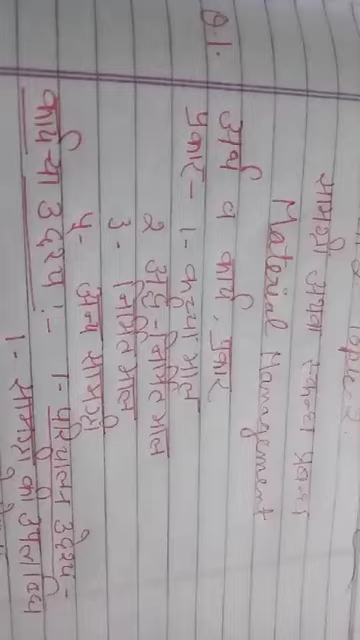 सामग्री अथवा स्कन्ध प्रबन्ध
Material Management
Q.1. अर्थ व कार्य, प्रकार
प्रकार - 1 - कच्चा माल
2 अर्द्ध - निर्मित माल
3 - निर्मित माल
4 - अन्य सामग्री
कार्य या उद्देश्य :- 1 - परिचालन उद्देश्य -
1 - सामग्री की उपलब्धि